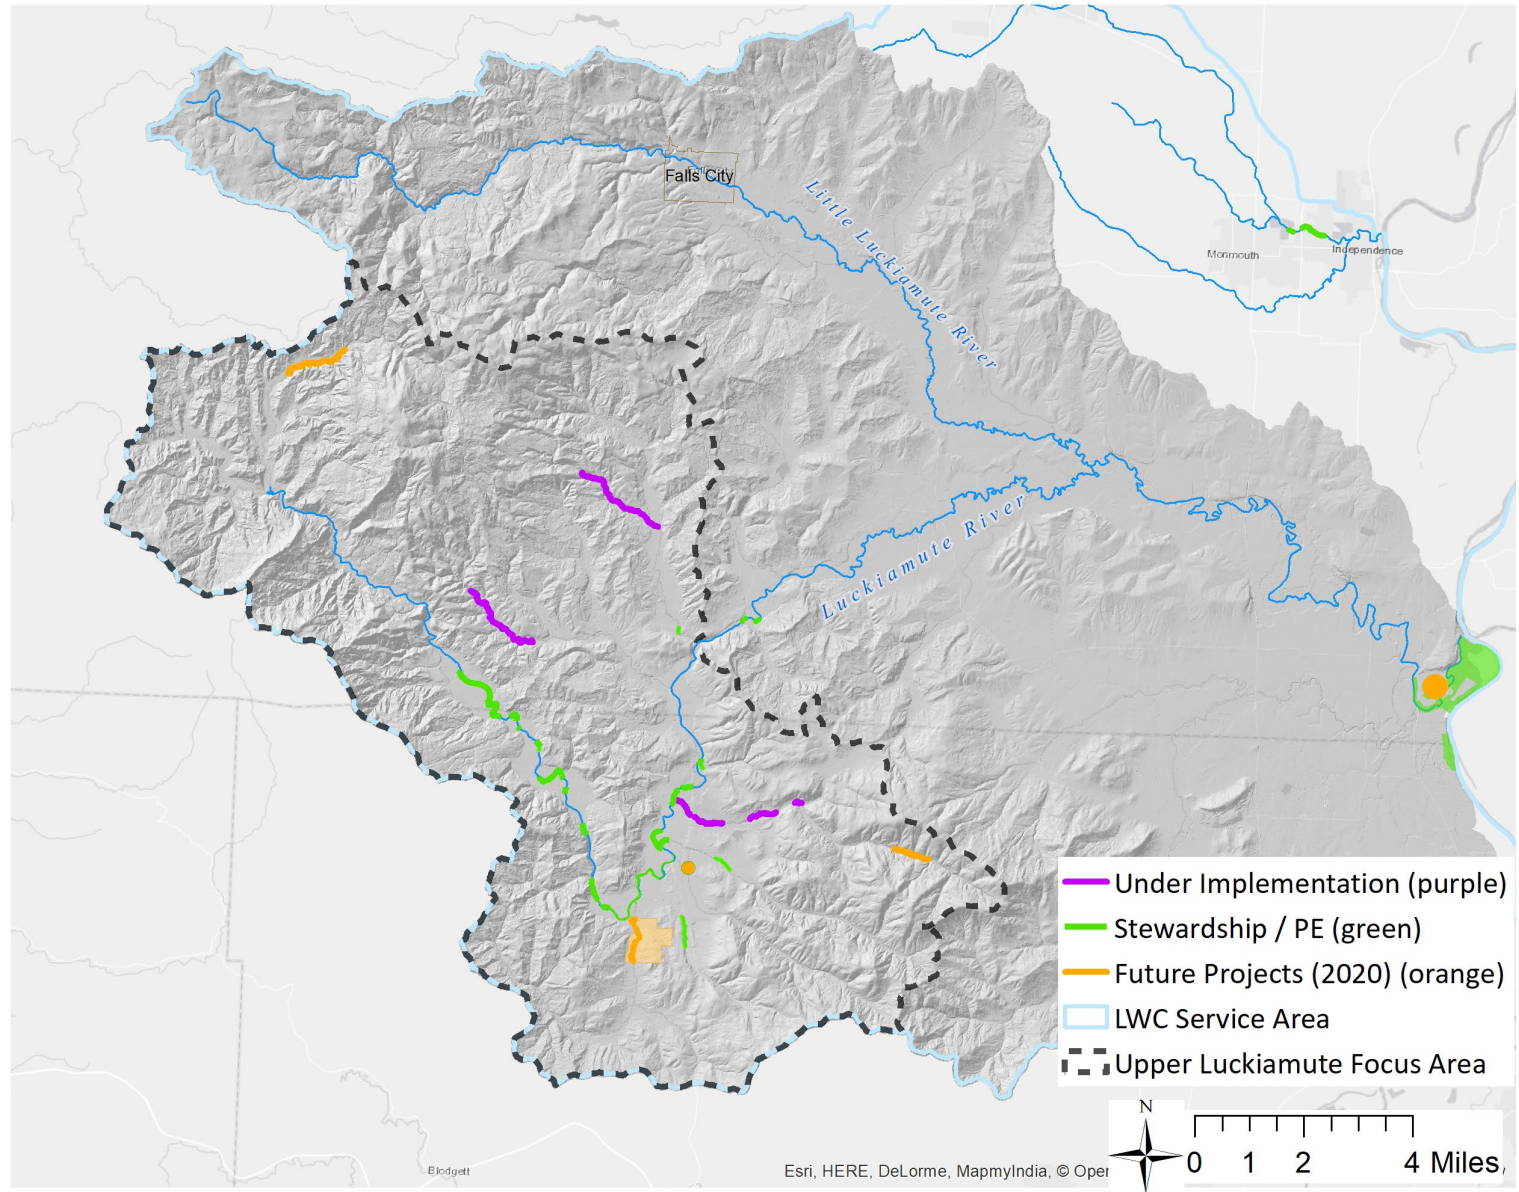 Falls City
Little Luckiamute River
Monmouth
Independence
Luckiamute River
Under Implementation (purple)
Stewardship / PE (green)
Future Projects (2020) (orange)
LWC Service Area
Upper Luckiamute Focus Area
N
0 1 2 4 Miles
Blodgett
Esri, HERE, DeLorme, MapmyIndia, ©